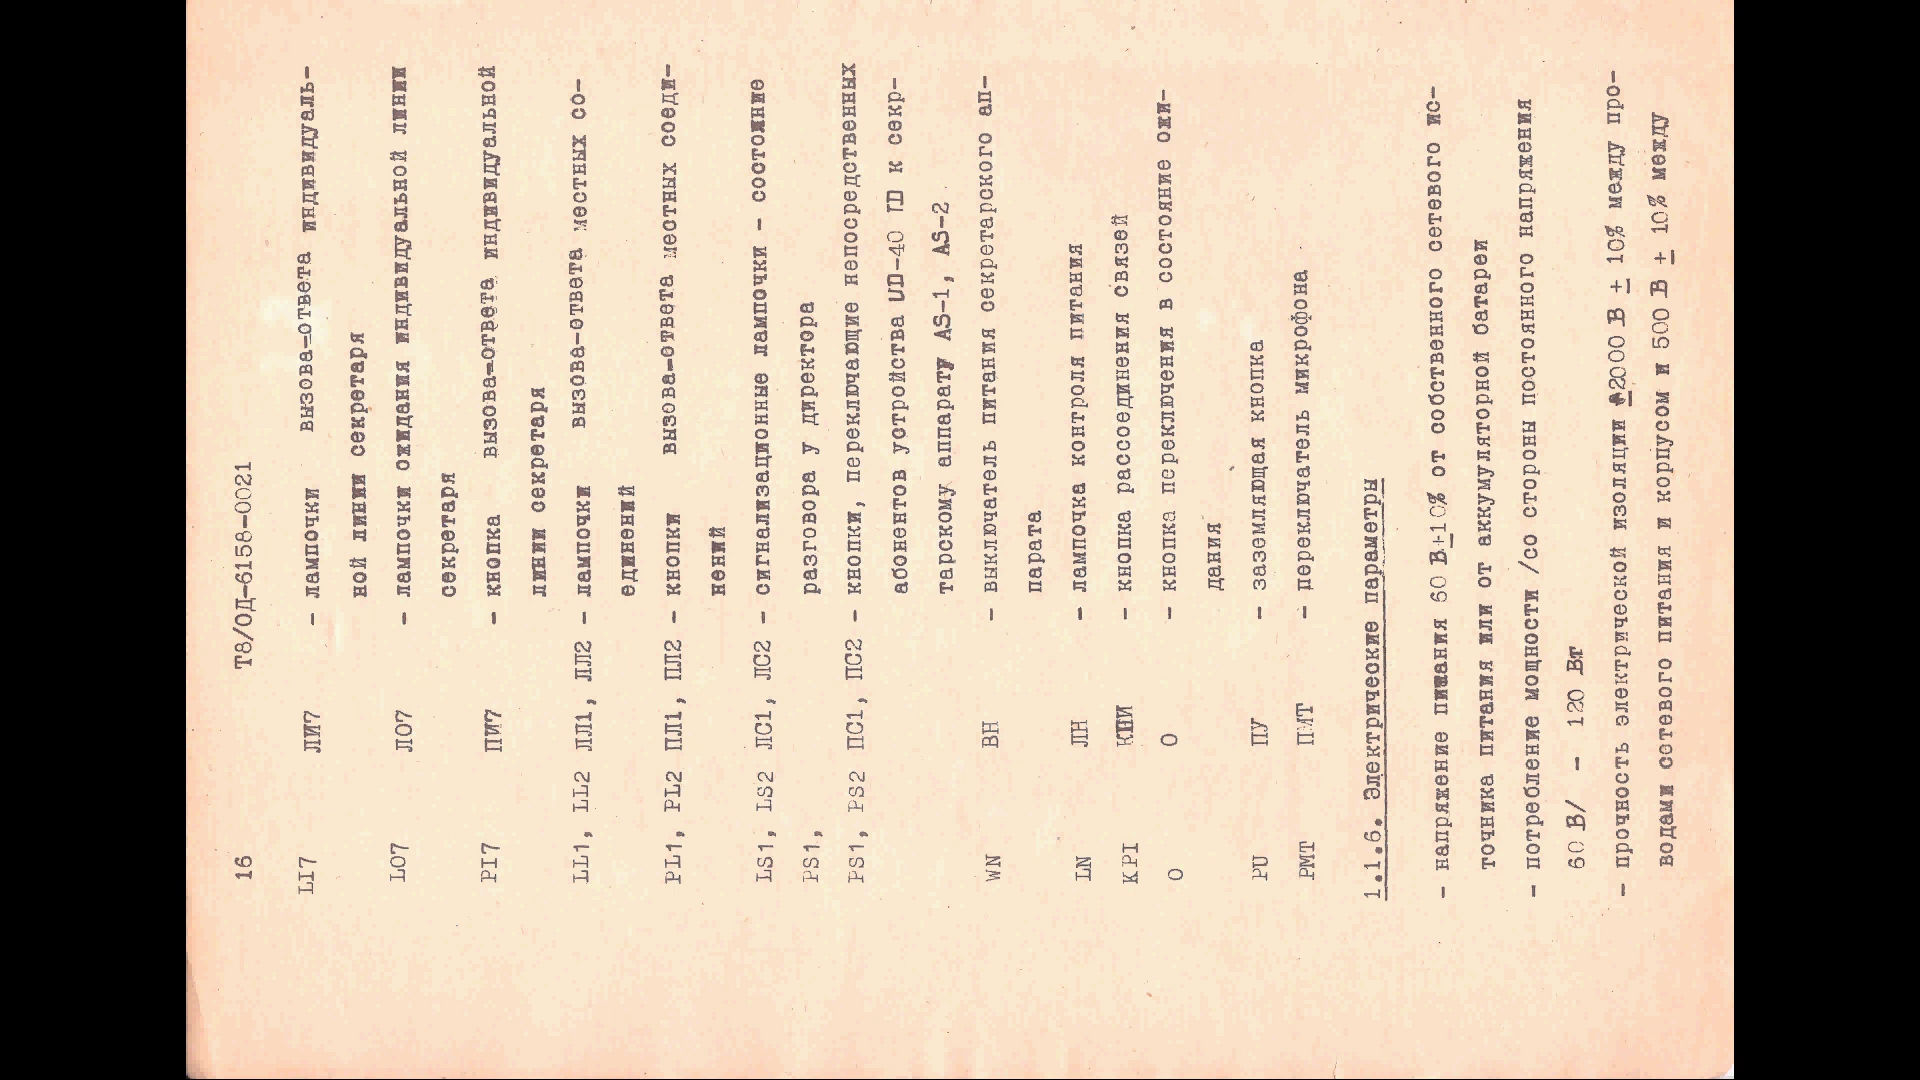 16 Т8/ОД-6158-0021
LI7 ЛИ7 - лампочки вызова-ответа индивидуаль-
ной линии секретаря
LO7 ЛО7 - лампочки ожидания индивидуальной линии
секретаря
PI7 ПИ7 - кнопка вызова-ответа индивидуальной
линии секретаря
LL1, LL2 ЛЛ1, ЛЛ2 - лампочки вызова-ответа местных со-
единений
PL1, PL2 ПЛ1, ПЛ2 - кнопки вызова-ответа местных соеди-
нений
LS1, LS2 ЛС1, ЛС2 - сигнализационные лампочки - состояние
PS1, разговора у директора
PS1, PS2 ПС1, ПС2 - кнопки, переключающие непосредственных
абонентов устройства UD-40 ID к секр-
тарскому аппарату AS-1, AS-2
WN ВН - выключатель питания секретарского ап-
парата
LN ЛН - лампочка контроля питания
KPI КПИ - кнопка рассоединения связей
O О - кнопка переключения в состояние ожи-
дания
PU ПУ - заземляющая кнопка
PMT ПМТ - переключатель микрофона
1.1.6. Электрические параметры
- напряжение питания 60 В±10% от собственного сетевого ис-
точника питания или от аккумуляторной батареи
- потребление мощности /со стороны постоянного напряжения
60 В/ - 120 Вт
- прочность электрической изоляции 2000 В ± 10% между про-
водами сетевого питания и корпусом и 500 В ± 10% между